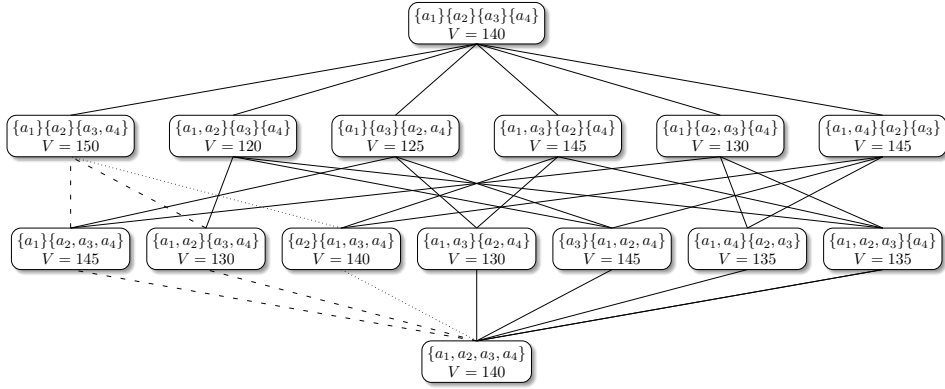 {a₁}{a₂}{a₃}{a₄}
V = 140
{a₁}{a₂}{a₃, a₄}
V = 150
{a₁, a₂}{a₃}{a₄}
V = 120
{a₁}{a₃}{a₂, a₄}
V = 125
{a₁, a₃}{a₂}{a₄}
V = 145
{a₁}{a₂, a₃}{a₄}
V = 130
{a₁, a₄}{a₂}{a₃}
V = 145
{a₁}{a₂, a₃, a₄}
V = 145
{a₁, a₂}{a₃, a₄}
V = 130
{a₂}{a₁, a₃, a₄}
V = 140
{a₁, a₃}{a₂, a₄}
V = 130
{a₃}{a₁, a₂, a₄}
V = 145
{a₁, a₄}{a₂, a₃}
V = 135
{a₁, a₂, a₃}{a₄}
V = 135
{a₁, a₂, a₃, a₄}
V = 140